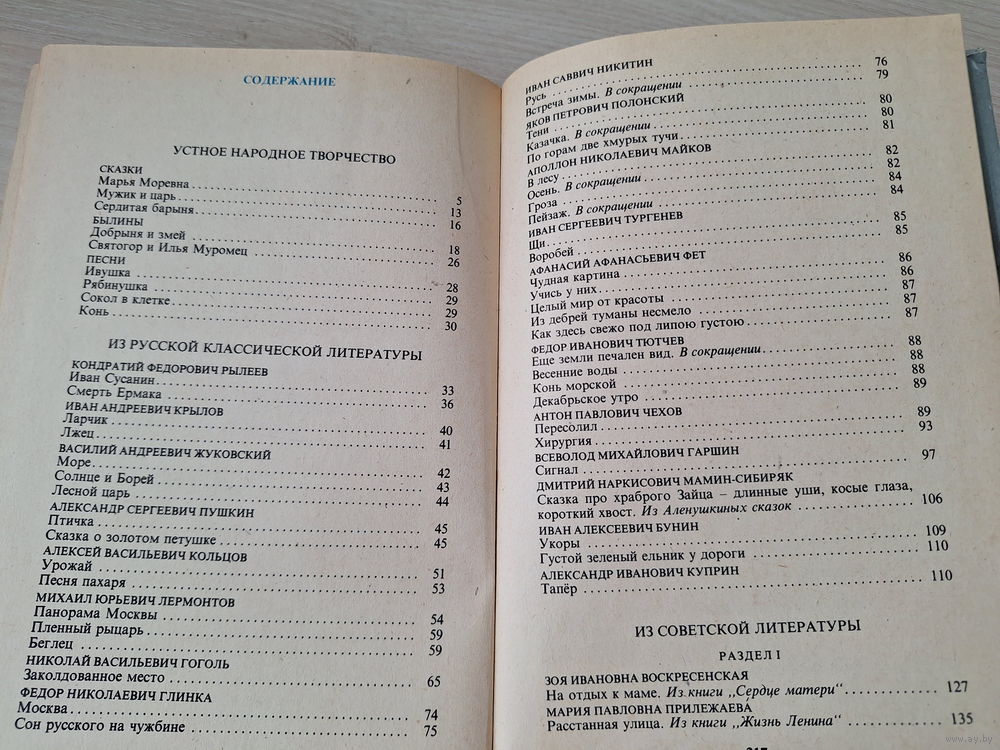 СОДЕРЖАНИЕ
УСТНОЕ НАРОДНОЕ ТВОРЧЕСТВО
СКАЗКИ
Марья Моревна 5
Мужик и царь 13
Сердитая барыня 16
БЫЛИНЫ
Добрыня и змей 18
Святогор и Илья Муромец 26
ПЕСНИ
Ивушка 28
Рябинушка 29
Сокол в клетке 29
Конь 30
ИЗ РУССКОЙ КЛАССИЧЕСКОЙ ЛИТЕРАТУРЫ
КОНДРАТИЙ ФЕДОРОВИЧ РЫЛЕЕВ
Иван Сусанин 33
Смерть Ермака 36
ИВАН АНДРЕЕВИЧ КРЫЛОВ
Ларчик 40
Лжец 41
ВАСИЛИЙ АНДРЕЕВИЧ ЖУКОВСКИЙ
Море 42
Солнце и Борей 43
Лесной царь 44
АЛЕКСАНДР СЕРГЕЕВИЧ ПУШКИН
Птичка 45
Сказка о золотом петушке 45
АЛЕКСЕЙ ВАСИЛЬЕВИЧ КОЛЬЦОВ
Урожай 51
Песня пахаря 53
МИХАИЛ ЮРЬЕВИЧ ЛЕРМОНТОВ
Панорама Москвы 54
Пленный рыцарь 59
Беглец 59
НИКОЛАЙ ВАСИЛЬЕВИЧ ГОГОЛЬ
Заколдованное место 65
ФЕДОР НИКОЛАЕВИЧ ГЛИНКА
Москва 74
Сон русского на чужбине 75
ИВАН САВВИЧ НИКИТИН
Русь 76
Встреча зимы. В сокращении 79
ЯКОВ ПЕТРОВИЧ ПОЛОНСКИЙ
Тени 80
Казачка. В сокращении 80
По горам две хмурых тучи 81
АПОЛЛОН НИКОЛАЕВИЧ МАЙКОВ
В лесу 82
Осень. В сокращении 82
Гроза 84
Пейзаж. В сокращении 84
ИВАН СЕРГЕЕВИЧ ТУРГЕНЕВ
Щи 85
Воробей 85
АФАНАСИЙ АФАНАСЬЕВИЧ ФЕТ
Чудная картина 86
Учись у них 86
Целый мир от красоты 87
Из дебрей туманы несмело 87
Как здесь свежо под липою густою 87
ФЕДОР ИВАНОВИЧ ТЮТЧЕВ
Еще земли печален вид. В сокращении 88
Весенние воды 88
Конь морской 88
Декабрьское утро 89
АНТОН ПАВЛОВИЧ ЧЕХОВ
Пересолил 89
Хирургия 93
ВСЕВОЛОД МИХАЙЛОВИЧ ГАРШИН
Сигнал 97
ДМИТРИЙ НАРКИСОВИЧ МАМИН-СИБИРЯК
Сказка про храброго Зайца – длинные уши, косые глаза,
короткий хвост. Из Аленушкиных сказок 106
ИВАН АЛЕКСЕЕВИЧ БУНИН
Укоры 109
Густой зеленый ельник у дороги 110
АЛЕКСАНДР ИВАНОВИЧ КУПРИН
Тапёр 110
ИЗ СОВЕТСКОЙ ЛИТЕРАТУРЫ
РАЗДЕЛ I
ЗОЯ ИВАНОВНА ВОСКРЕСЕНСКАЯ
На отдых к маме. Из книги „Сердце матери“ 127
МАРИЯ ПАВЛОВНА ПРИЛЕЖАЕВА
Расстанная улица. Из книги „Жизнь Ленина“ 135
www.ay.by